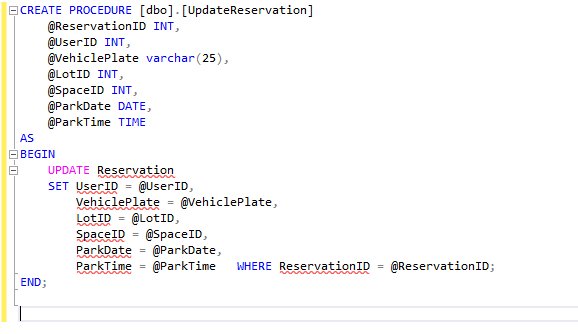 CREATE PROCEDURE [dbo].[UpdateReservation]
    @ReservationID INT,
    @UserID INT,
    @VehiclePlate varchar(25),
    @LotID INT,
    @SpaceID INT,
    @ParkDate DATE,
    @ParkTime TIME
AS
BEGIN
    UPDATE Reservation
    SET UserID = @UserID,
        VehiclePlate = @VehiclePlate,
        LotID = @LotID,
        SpaceID = @SpaceID,
        ParkDate = @ParkDate,
        ParkTime = @ParkTime   WHERE ReservationID = @ReservationID;
END;